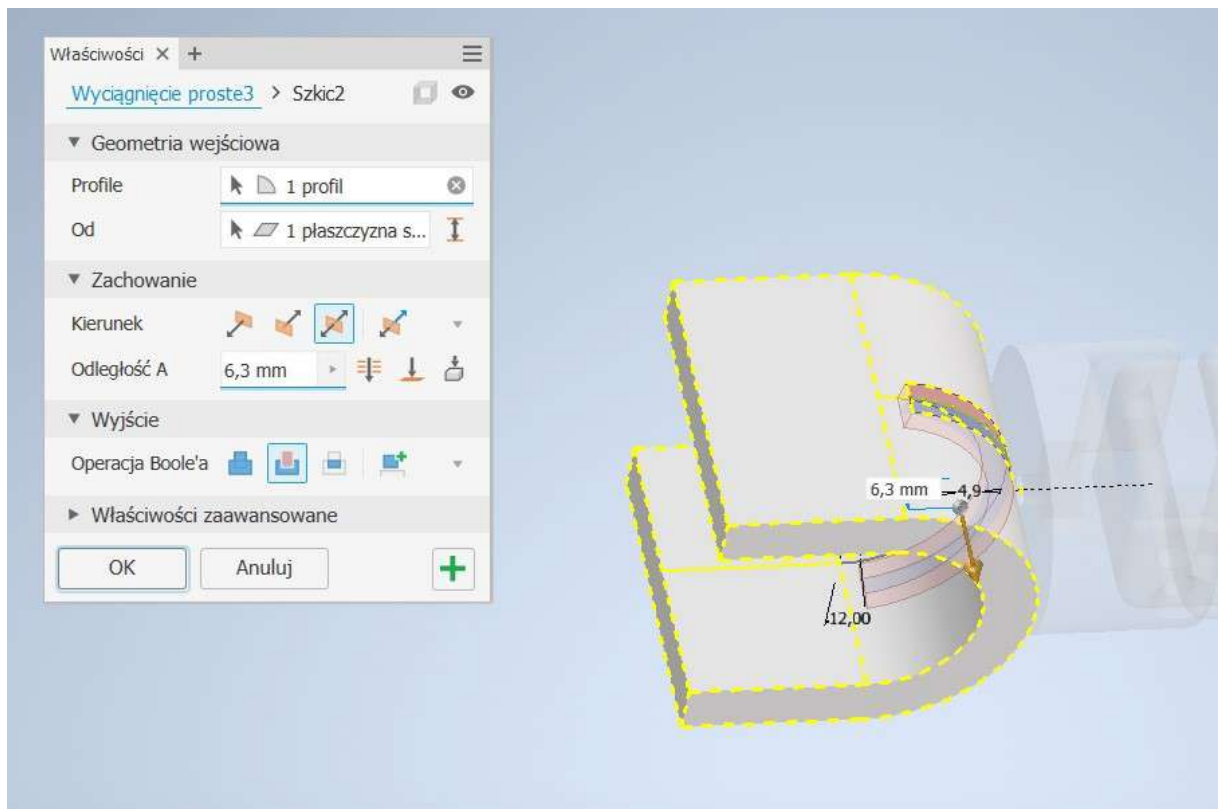 Właściwości × +
Wyciągnięcie proste3 > Szkic2
Geometria wejściowa
Profile 1 profil
Od 1 płaszczyzna s...
Zachowanie
Kierunek
Odległość A 6,3 mm
Wyjście
Operacja Boole'a
Właściwości zaawansowane
OK Anuluj
6,3 mm 4,9
12,00